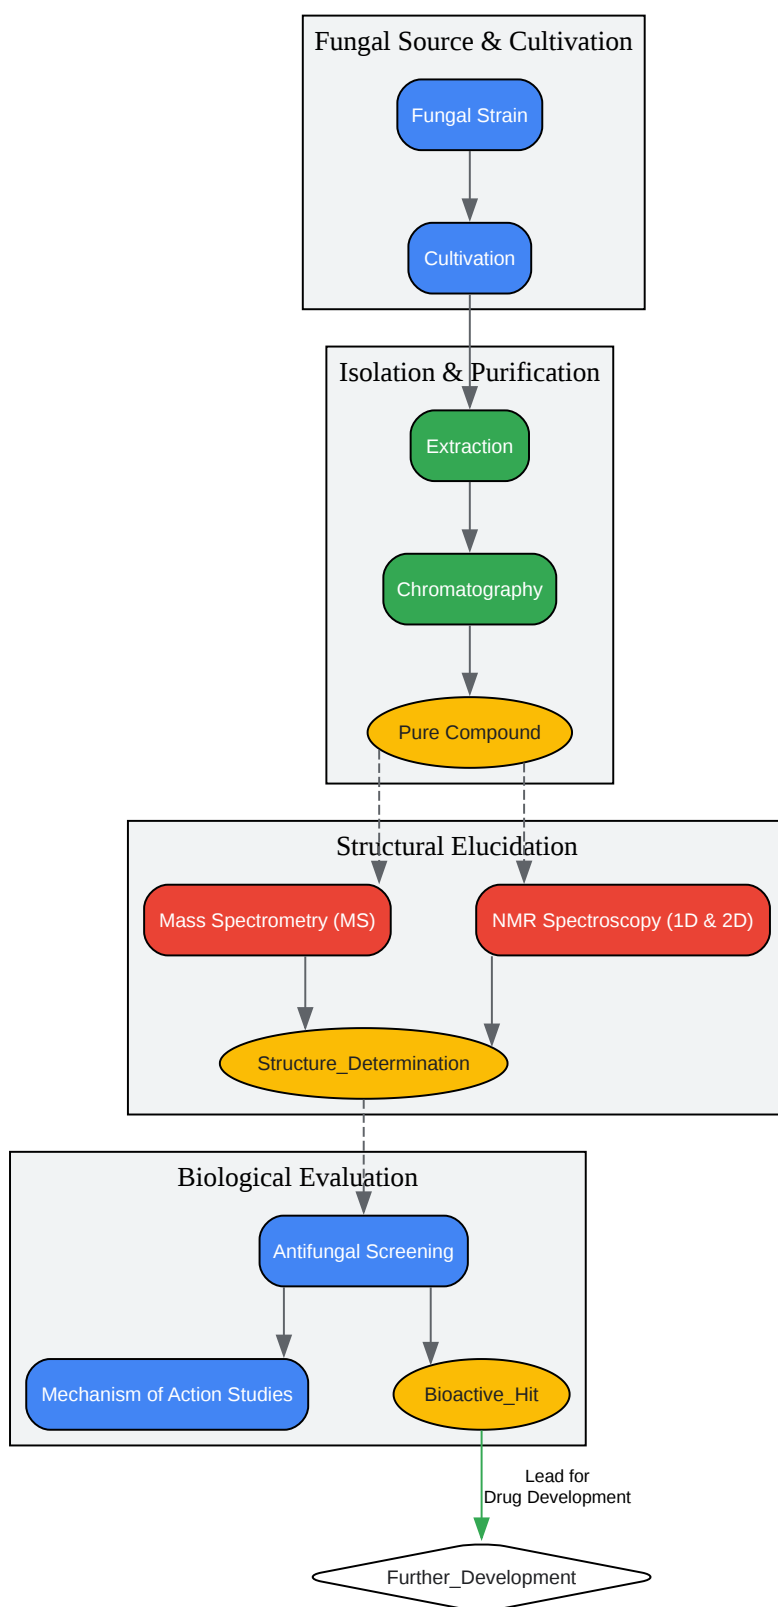 Fungal Source & Cultivation
Fungal Strain
Cultivation
Isolation & Purification
Extraction
Chromatography
Pure Compound
Structural Elucidation
Mass Spectrometry (MS)
NMR Spectroscopy (1D & 2D)
Structure_Determination
Biological Evaluation
Antifungal Screening
Mechanism of Action Studies
Bioactive_Hit
Lead for
Drug Development
Further_Development